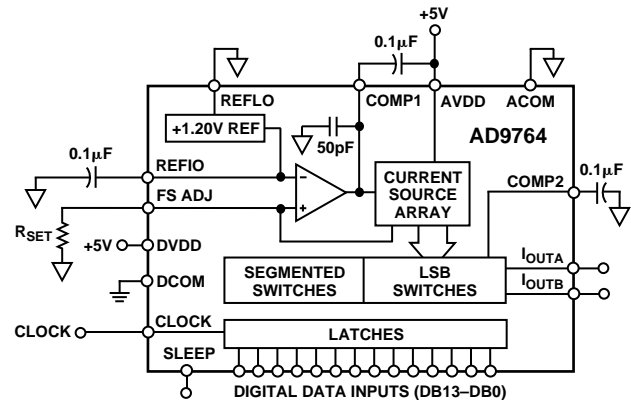 +5V
0.1μF
REFLO
COMP1
AVDD
ACOM
+1.20V REF
50pF
AD9764
0.1μF
REFIO
−
+
CURRENT
SOURCE
ARRAY
COMP2
0.1μF
FS ADJ
RSET
+5V
DVDD
DCOM
SEGMENTED
SWITCHES
LSB
SWITCHES
IOUTA
IOUTB
CLOCK
CLOCK
LATCHES
SLEEP
DIGITAL DATA INPUTS (DB13–DB0)